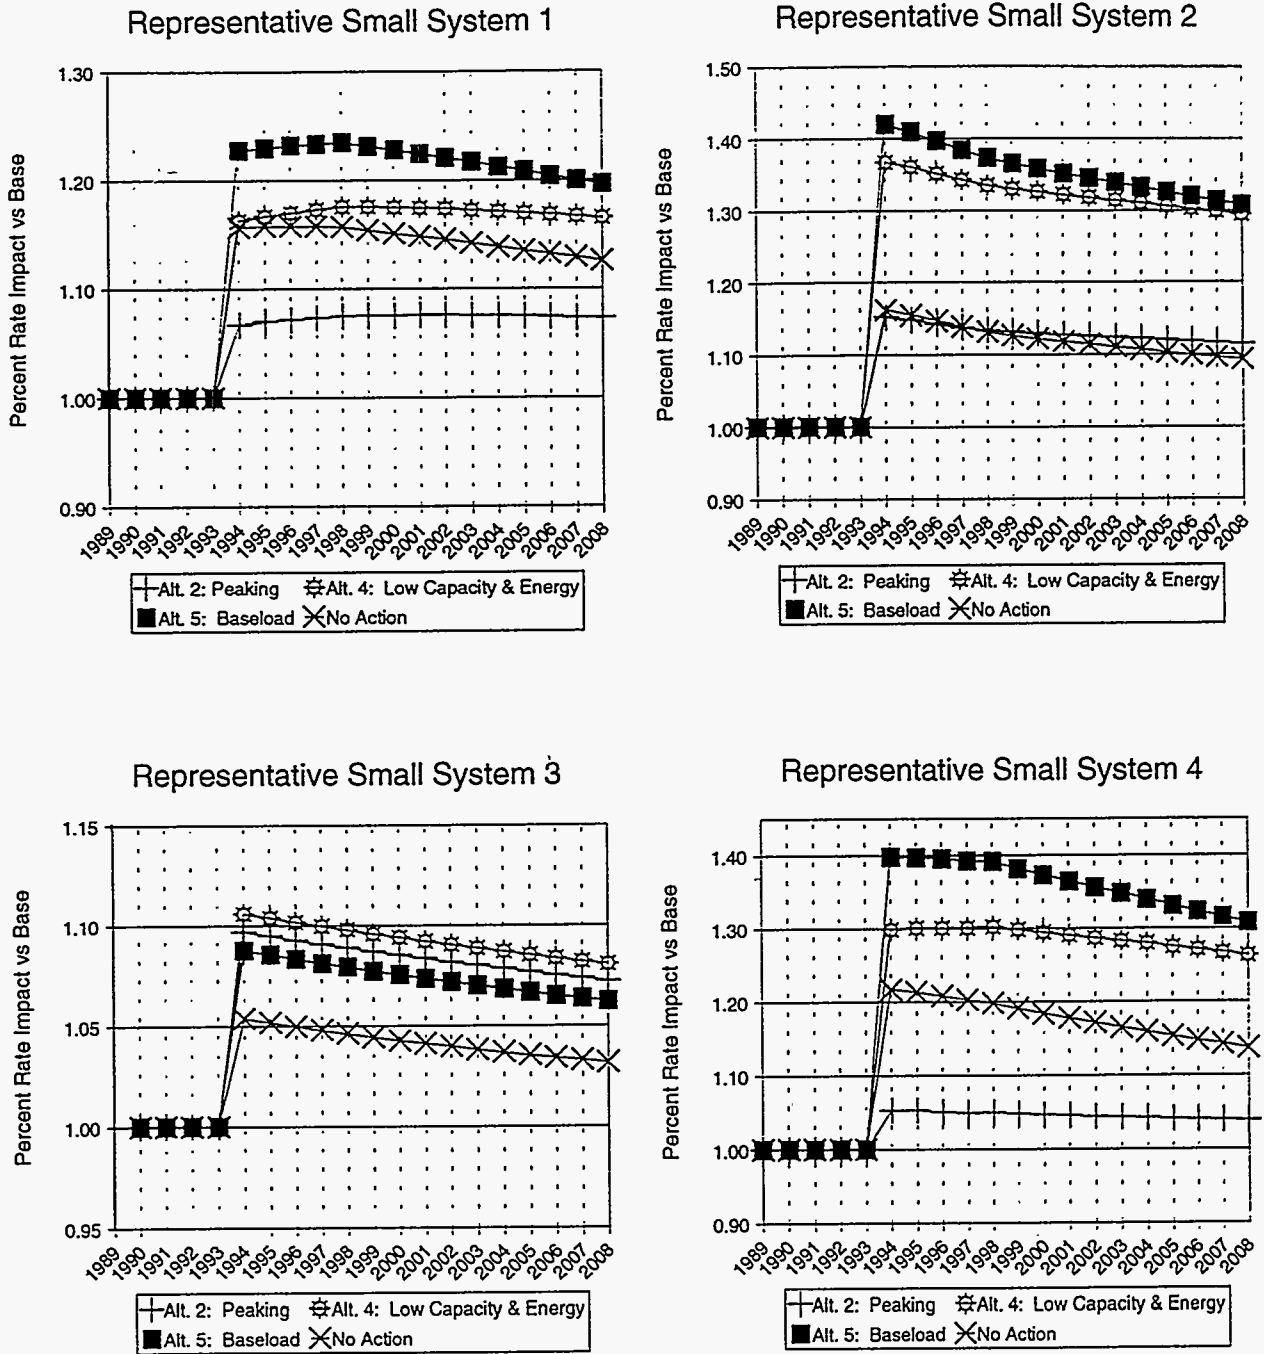 Representative Small System 1
Percent Rate Impact vs Base
1.30
1.20
1.10
1.00
0.90
1989 1990 1991 1992 1993 1994 1995 1996 1997 1998 1999 2000 2001 2002 2003 2004 2005 2006 2007 2008
Alt. 2: Peaking Alt. 4: Low Capacity & Energy
Alt. 5: Baseload No Action
Representative Small System 2
Percent Rate Impact vs Base
1.50
1.40
1.30
1.20
1.10
1.00
0.90
1989 1990 1991 1992 1993 1994 1995 1996 1997 1998 1999 2000 2001 2002 2003 2004 2005 2006 2007 2008
Alt. 2: Peaking Alt. 4: Low Capacity & Energy
Alt. 5: Baseload No Action
Representative Small System 3
Percent Rate Impact vs Base
1.15
1.10
1.05
1.00
0.95
1989 1990 1991 1992 1993 1994 1995 1996 1997 1998 1999 2000 2001 2002 2003 2004 2005 2006 2007 2008
Alt. 2: Peaking Alt. 4: Low Capacity & Energy
Alt. 5: Baseload No Action
Representative Small System 4
Percent Rate Impact vs Base
1.40
1.30
1.20
1.10
1.00
0.90
1989 1990 1991 1992 1993 1994 1995 1996 1997 1998 1999 2000 2001 2002 2003 2004 2005 2006 2007 2008
Alt. 2: Peaking Alt. 4: Low Capacity & Energy
Alt. 5: Baseload No Action